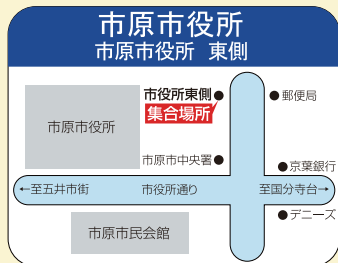 市原市役所
市原市役所 東側
市役所東側
集合場所
●郵便局
市原市役所
市原市中央署●
●京葉銀行
←至五井市街
市役所通り
至国分寺台→
●デニーズ
市原市民会館